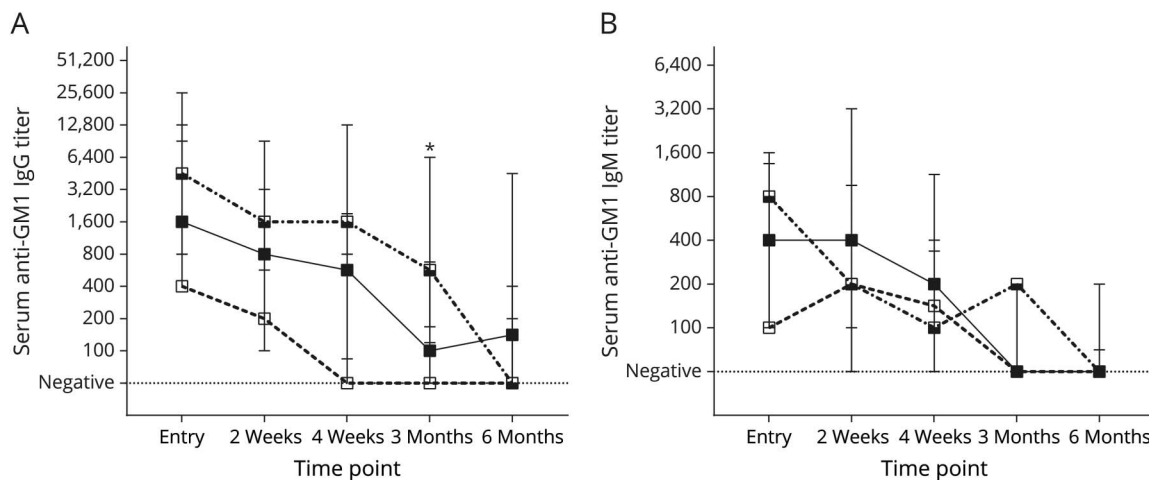 A
Serum anti-GM1 IgG titer
51,200
25,600
12,800
6,400
3,200
1,600
800
400
200
100
Negative
*
Entry 2 Weeks 4 Weeks 3 Months 6 Months
Time point
B
Serum anti-GM1 IgM titer
6,400
3,200
1,600
800
400
200
100
Negative
Entry 2 Weeks 4 Weeks 3 Months 6 Months
Time point